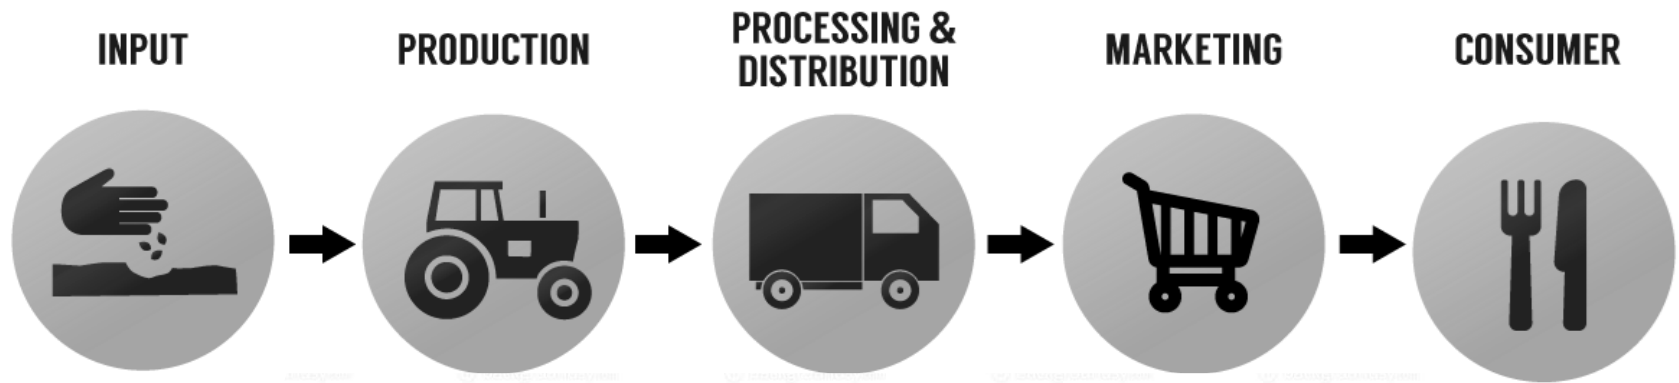 INPUT
PRODUCTION
PROCESSING &
DISTRIBUTION
MARKETING
CONSUMER